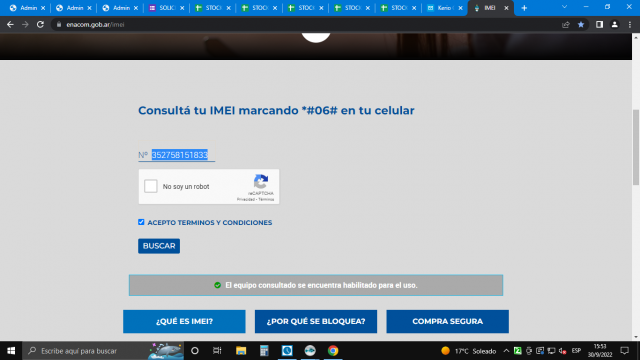 Admin
Admin
Admin
SOLIC
STOC
STOC
STOC
STOC
STOC
Kerio
IMEI
enacom.gob.ar/imei
Consultá tu IMEI marcando *#06# en tu celular
Nº 352758151833
No soy un robot
reCAPTCHA
Privacidad - Términos
ACEPTO TERMINOS Y CONDICIONES
BUSCAR
El equipo consultado se encuentra habilitado para el uso.
¿QUÉ ES IMEI? ¿POR QUÉ SE BLOQUEA? COMPRA SEGURA
Escribe aquí para buscar
17°C Soleado
ESP
15:53
30/9/2022